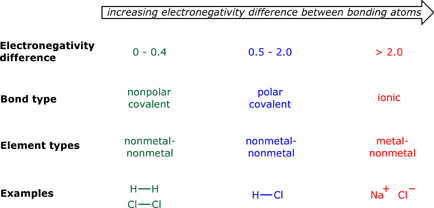 increasing electronegativity difference between bonding atoms
Electronegativity
difference
0 - 0.4
0.5 - 2.0
> 2.0
Bond type
nonpolar
covalent
polar
covalent
ionic
Element types
nonmetal-
nonmetal
nonmetal-
nonmetal
metal-
nonmetal
Examples
H—H
Cl—Cl
H—Cl
Na⁺ Cl⁻